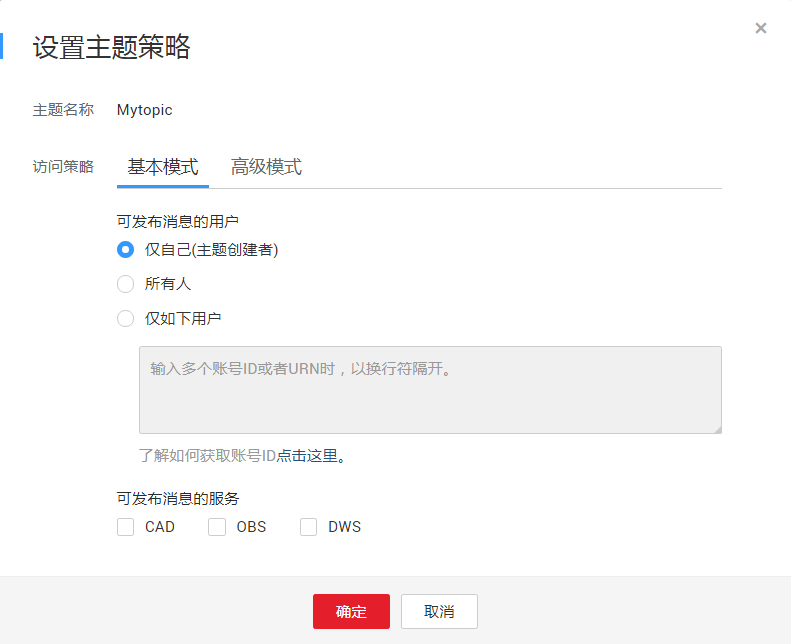 设置主题策略
×
主题名称 Mytopic
访问策略 基本模式 高级模式
可发布消息的用户
仅自己(主题创建者)
所有人
仅如下用户
输入多个账号ID或者URN时，以换行符隔开。
了解如何获取账号ID点击这里。
可发布消息的服务
CAD OBS DWS
确定 取消